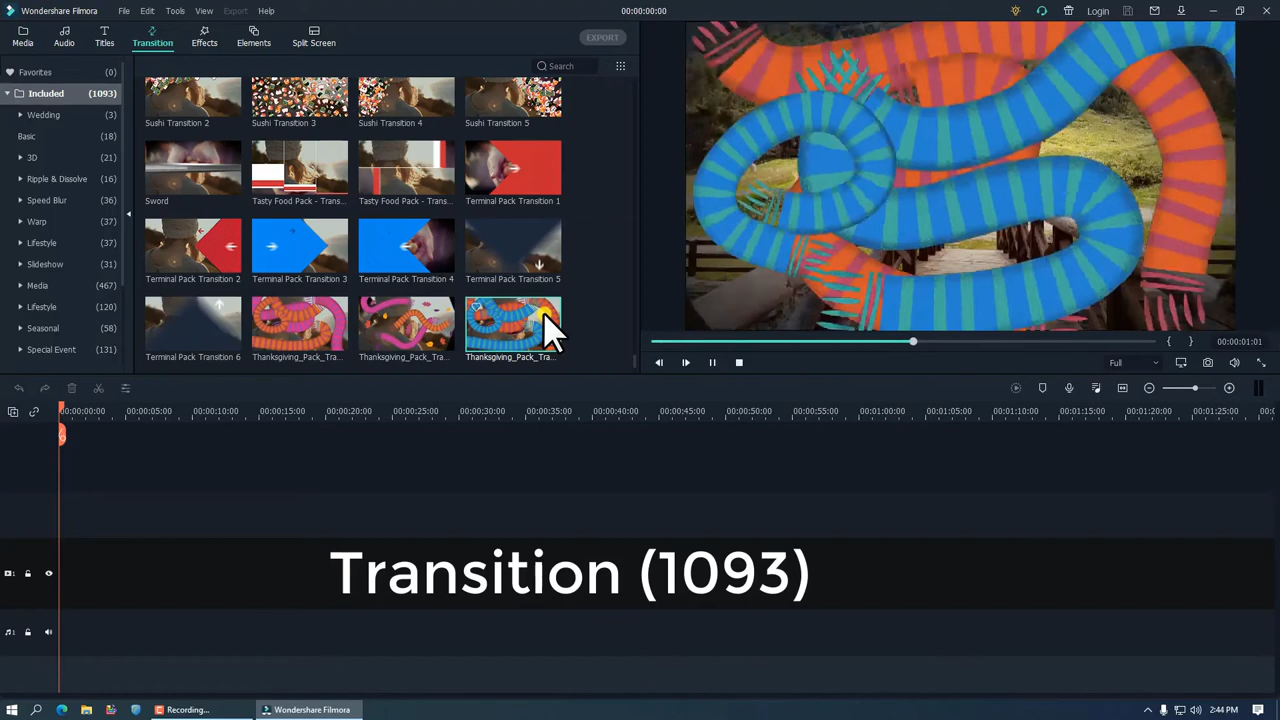 Wondershare Filmora
File Edit Tools View Export Help
00:00:00:00
Login
Media Audio Titles Transition Effects Elements Split Screen
EXPORT
Favorites (0)
Search
Included (1093)
Wedding (3)
Basic (18)
3D (21)
Ripple & Dissolve (16)
Speed Blur (36)
Warp (37)
Lifestyle (37)
Slideshow (264)
Media (467)
Lifestyle (120)
Seasonal (58)
Special Event (131)
Sushi Transition 2 Sushi Transition 3 Sushi Transition 4 Sushi Transition 5
Sword Tasty Food Pack - Trans... Tasty Food Pack - Trans... Terminal Pack Transition 1
Terminal Pack Transition 2 Terminal Pack Transition 3 Terminal Pack Transition 4 Terminal Pack Transition 5
Terminal Pack Transition 6 Thanksgiving_Pack_Tra... Thanksgiving_Pack_Tra... Thanksgiving_Pack_Tra...
00:00:01:01
Full
00:00:00:00 00:00:05:00 00:00:10:00 00:00:15:00 00:00:20:00 00:00:25:00 00:00:30:00 00:00:35:00 00:00:40:00 00:00:45:00 00:00:50:00 00:00:55:00 00:01:00:00 00:01:05:00 00:01:10:00 00:01:15:00 00:01:20:00 00:01:25:00
Transition (1093)
1
1
Recording...
Wondershare Filmora
2:44 PM